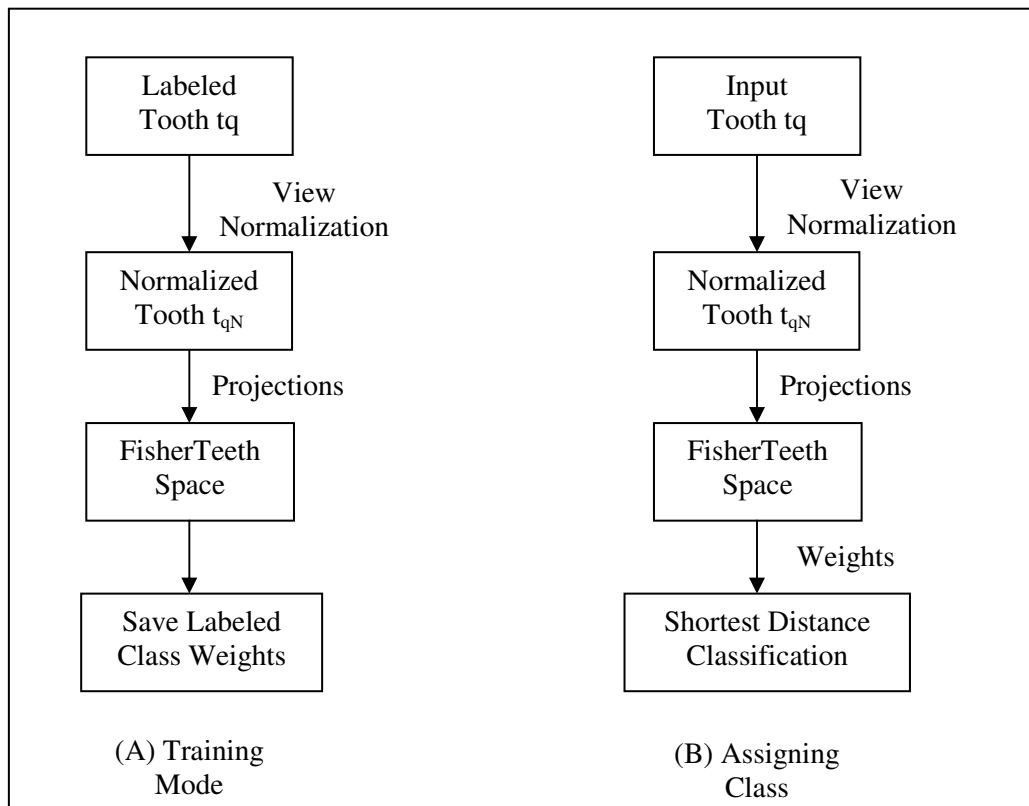 Labeled
Tooth tq
View
Normalization
Normalized
Tooth tqN
Projections
FisherTeeth
Space
Save Labeled
Class Weights
(A) Training
Mode
Input
Tooth tq
View
Normalization
Normalized
Tooth tqN
Projections
FisherTeeth
Space
Weights
Shortest Distance
Classification
(B) Assigning
Class